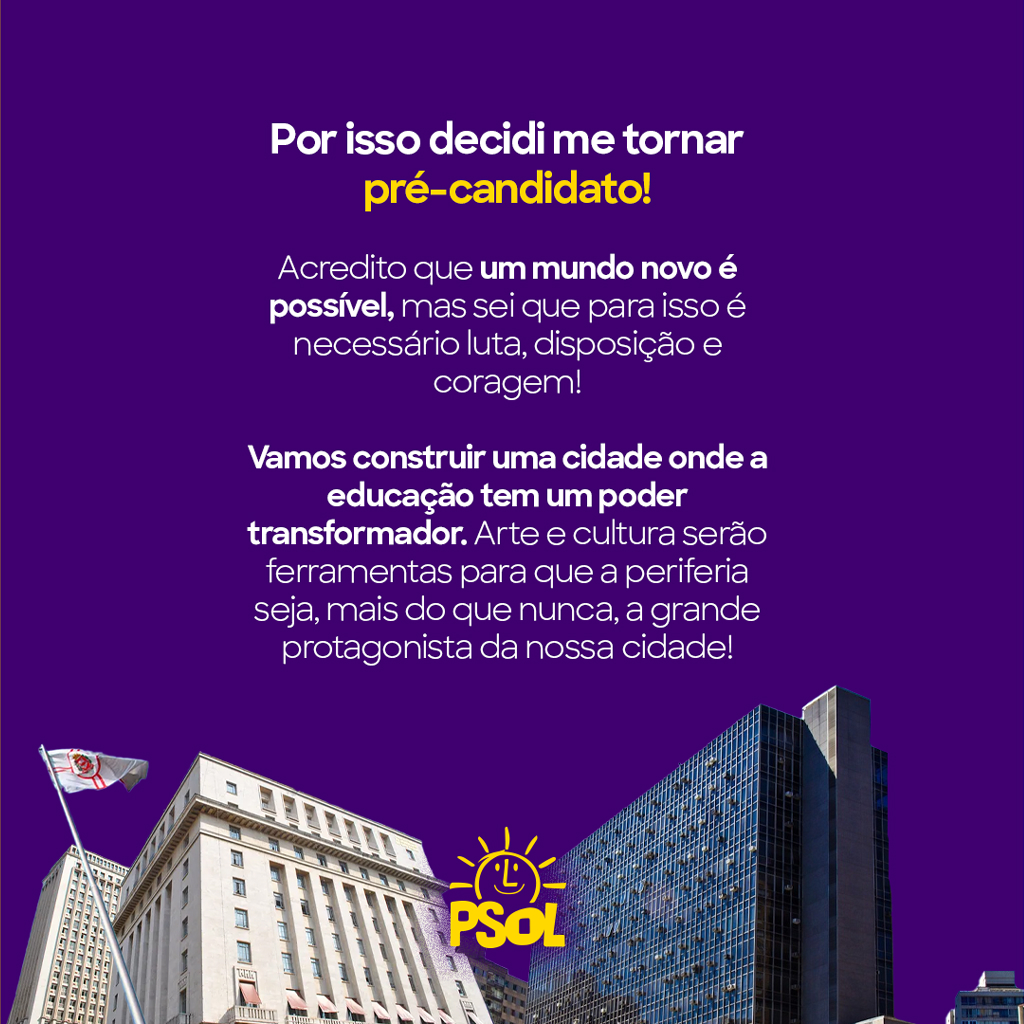 Por isso decidi me tornar
pré-candidato!
Acredito que um mundo novo é
possível, mas sei que para isso é
necessário luta, disposição e
coragem!
Vamos construir uma cidade onde a
educação tem um poder
transformador. Arte e cultura serão
ferramentas para que a periferia
seja, mais do que nunca, a grande
protagonista da nossa cidade!
PSOL